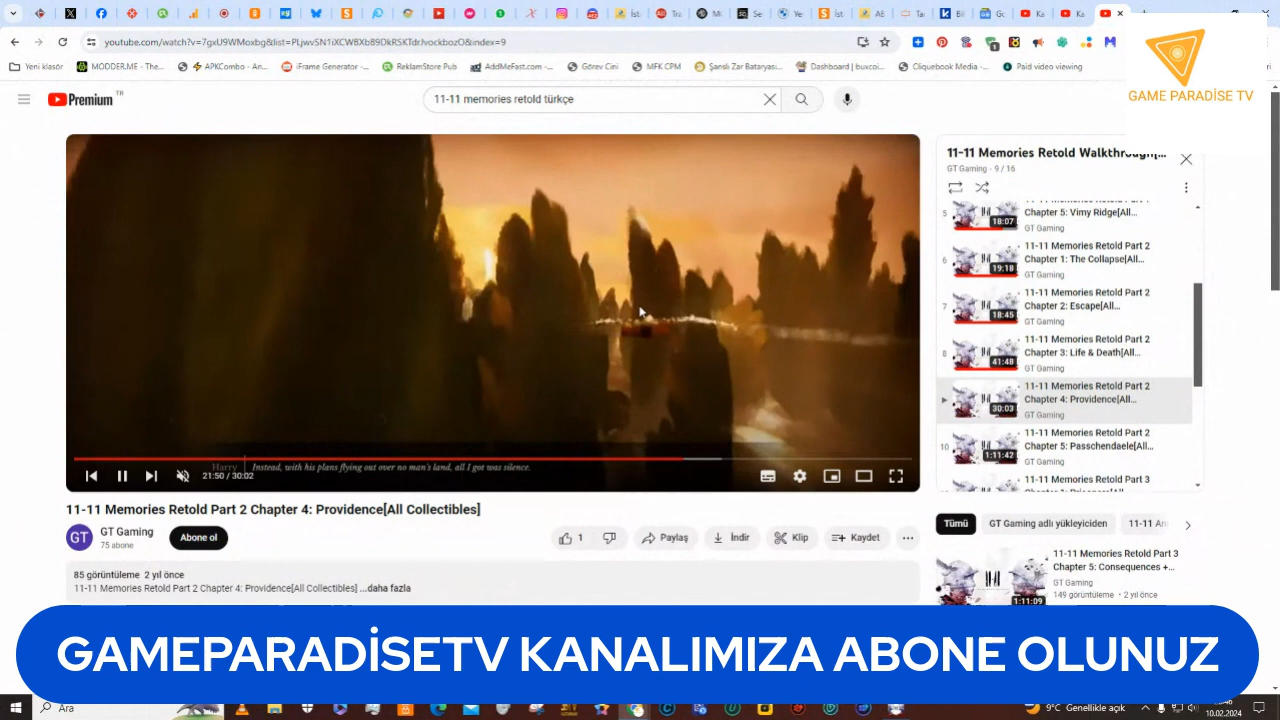 youtube.com/watch?v=7gxU9WMoxbg&list=PLjwvSN1iXCWBXb89DkRSKTdrJvockbozO&index=9
Yeni klasör
MODDER.ME - The...
APKCombo - An...
iFrame Generator -...
ReklamStore Pub
AddMeFast.com -...
Görev Cini
MFK CPM
Şanslı Zar Bataryası...
Dashboard | buxcoi...
Cliquebook Media -...
Paid video viewing
GAME PARADİSE TV
Premium TR
11-11 memories retold türkçe
11-11 Memories Retold Walkthrough[...
GT Gaming - 9 / 16
5
18:07
Chapter 5: Vimy Ridge[All...
GT Gaming
6
19:18
11-11 Memories Retold Part 2
Chapter 1: The Collapse[All...
GT Gaming
7
18:45
11-11 Memories Retold Part 2
Chapter 2: Escape[All...
GT Gaming
8
41:48
11-11 Memories Retold Part 2
Chapter 3: Life & Death[All...
GT Gaming
30:03
11-11 Memories Retold Part 2
Chapter 4: Providence[All...
GT Gaming
10
1:11:42
11-11 Memories Retold Part 2
Chapter 5: Passchendaele[All...
GT Gaming
11-11 Memories Retold Part 3
Harry
Instead, with his plans flying out over no man's land, all I got was silence.
21:50 / 30:02
11-11 Memories Retold Part 2 Chapter 4: Providence[All Collectibles]
GT Gaming
75 abone
Abone ol
1
Paylaş
İndir
Klip
Kaydet
85 görüntüleme 2 yıl önce
11-11 Memories Retold Part 2 Chapter 4: Providence[All Collectibles] ...daha fazla
Tümü
GT Gaming adlı yükleyiciden
11-11
1:11:09
11-11 Memories Retold Part 3
Chapter 5: Consequences +...
GT Gaming
149 görüntüleme • 2 yıl önce
GAMEPARADİSETV KANALIMIZA ABONE OLUNUZ
Ara
9°C Genellikle açık
10.02.2024